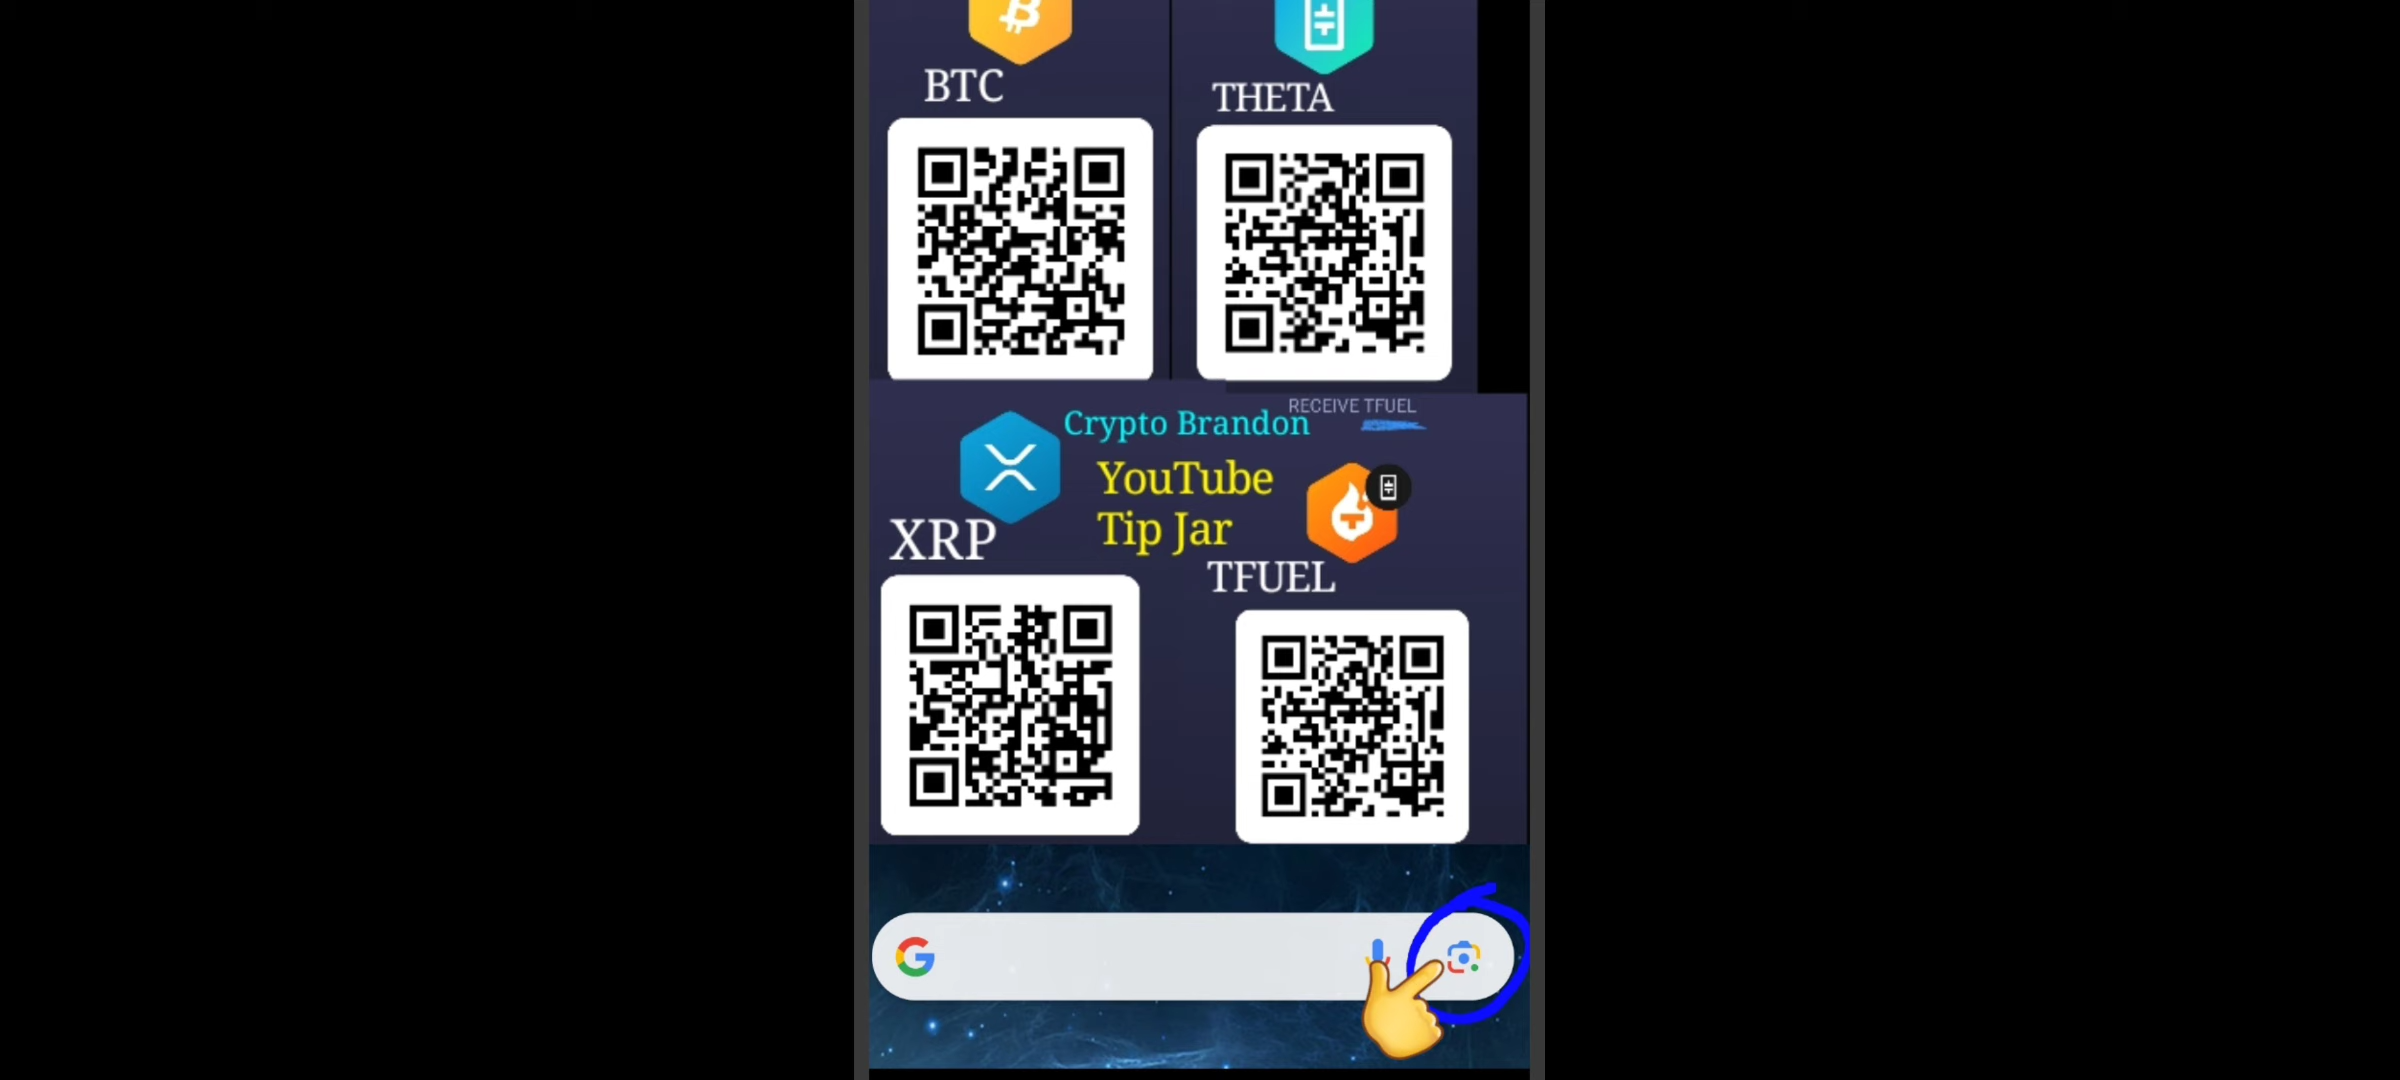 BTC
THETA
RECEIVE TFUEL
Crypto Brandon
YouTube
Tip Jar
XRP
TFUEL